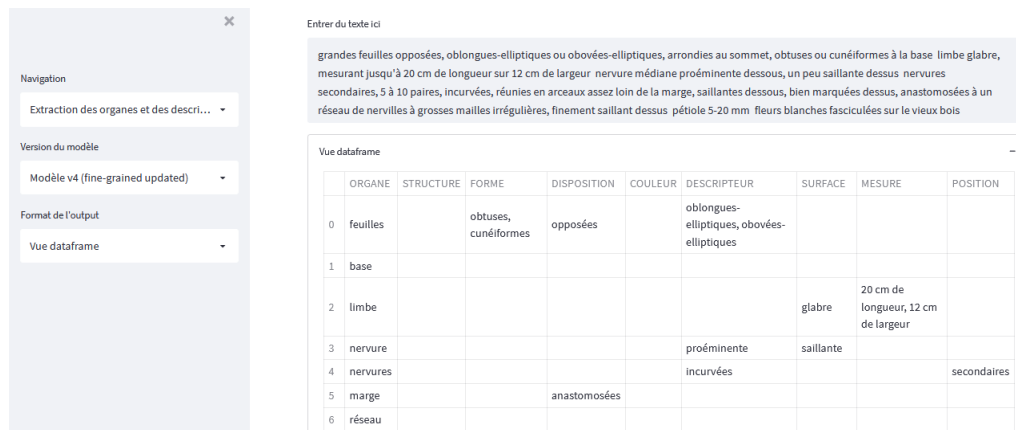 ×
Navigation
Extraction des organes et des descri...
Version du modèle
Modèle v4 (fine-grained updated)
Format de l'output
Vue dataframe
Entrer du texte ici
grandes feuilles opposées, oblongues-elliptiques ou obovées-elliptiques, arrondies au sommet, obtuses ou cunéiformes à la base limbe glabre,
mesurant jusqu'à 20 cm de longueur sur 12 cm de largeur nervure médiane proéminente dessous, un peu saillante dessus nervures
secondaires, 5 à 10 paires, incurvées, réunies en arceaux assez loin de la marge, saillantes dessous, bien marquées dessus, anastomosées à un
réseau de nervilles à grosses mailles irrégulières, finement saillant dessus pétiole 5-20 mm fleurs blanches fasciculées sur le vieux bois
Vue dataframe −
ORGANE STRUCTURE FORME DISPOSITION COULEUR DESCRIPTEUR SURFACE MESURE POSITION
0 feuilles obtuses, cunéiformes opposées oblongues-elliptiques, obovées-elliptiques
1 base
2 limbe glabre 20 cm de longueur, 12 cm de largeur
3 nervure proéminente saillante
4 nervures incurvées secondaires
5 marge anastomosées
6 réseau